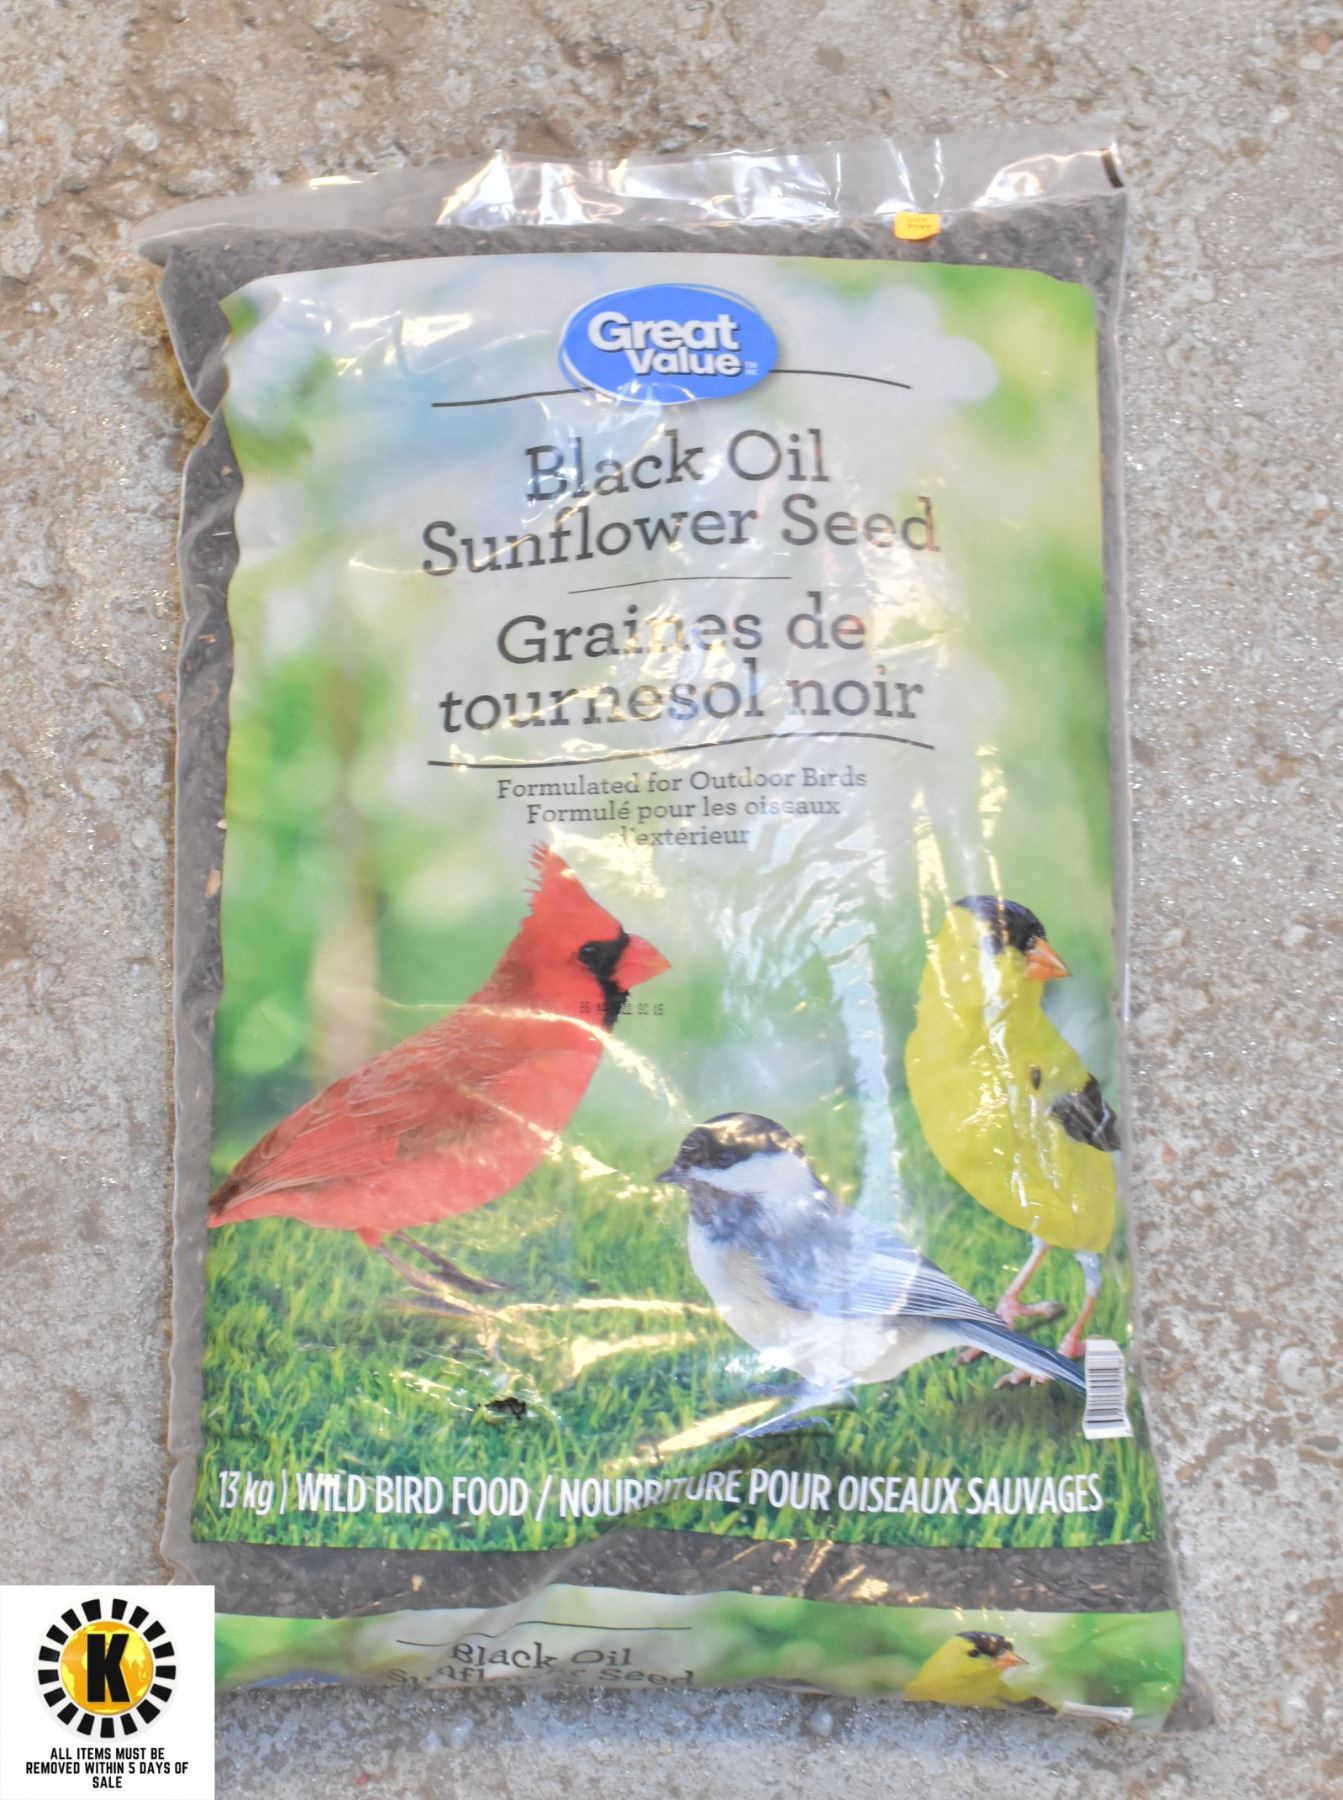 Great
Value
Black Oil
Sunflower Seed
Graines de
tournesol noir
Formulated for Outdoor Birds
Formulé pour les oiseaux
d'extérieur
13 kg | WILD BIRD FOOD / NOURRITURE POUR OISEAUX SAUVAGES
Black Oil
Sunflower Seed
K
ALL ITEMS MUST BE
REMOVED WITHIN 5 DAYS OF
SALE